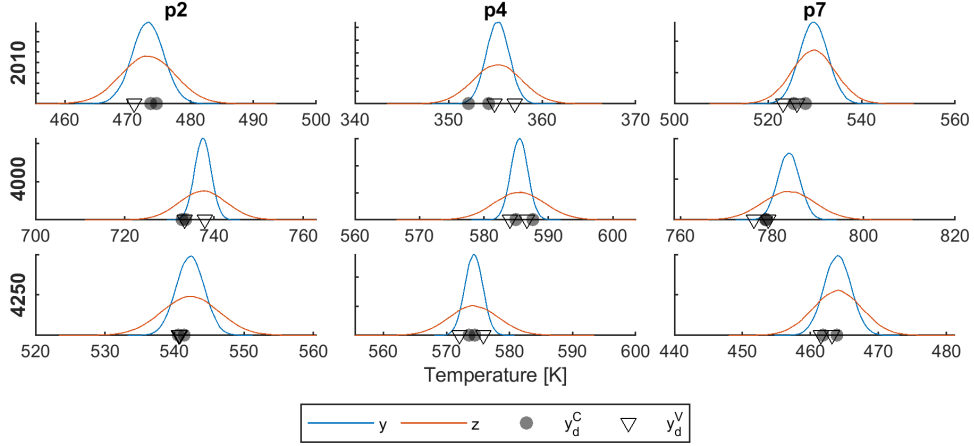 p2 p4 p7
2010
460 470 480 490 500
340 350 360 370
500 520 540 560
4000
700 720 740 760
560 570 580 590 600
760 780 800 820
4250
520 530 540 550 560
560 570 580 590 600
440 450 460 470 480
Temperature [K]
y z y_d^C y_d^V